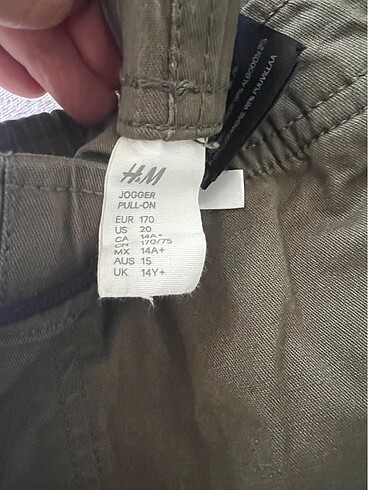 H&M
JOGGER
PULL-ON
EUR 170
US 20
CA 14A+
CN 170/75
MX 14A+
AUS 15
UK 14Y+